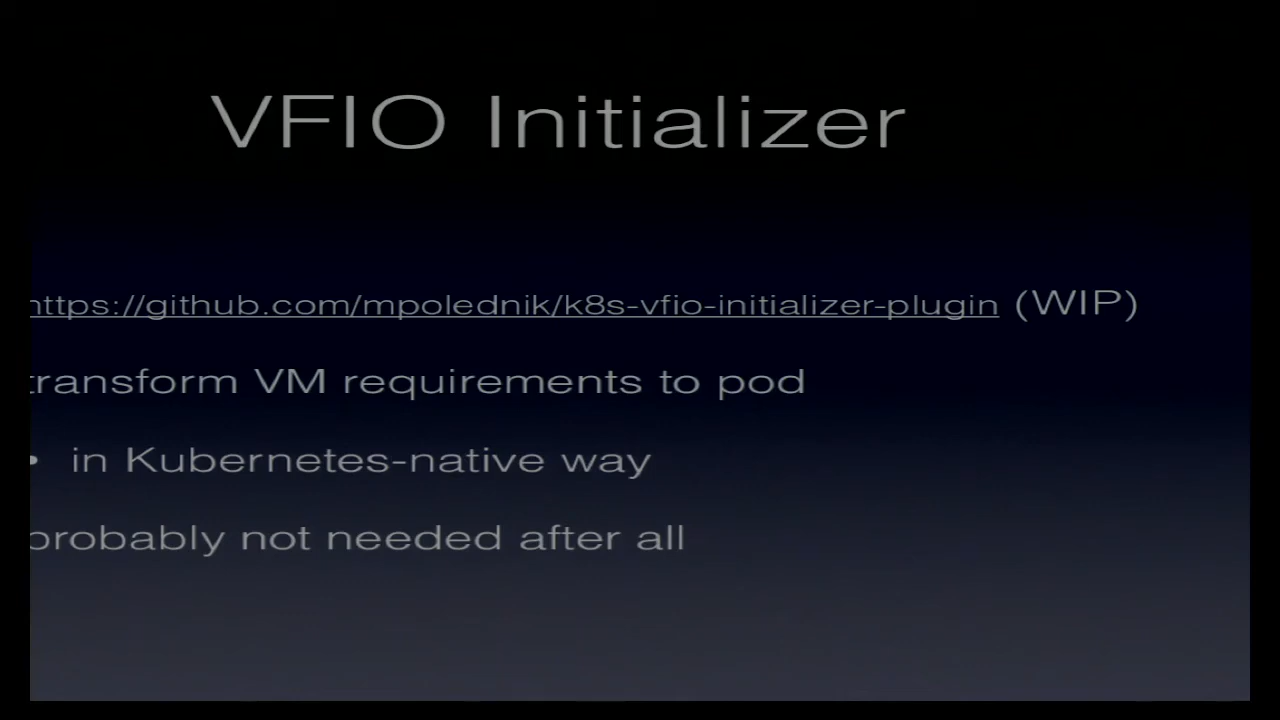 VFIO Initializer
https://github.com/mpolednik/k8s-vfio-initializer-plugin (WIP)
transform VM requirements to pod
• in Kubernetes-native way
probably not needed after all